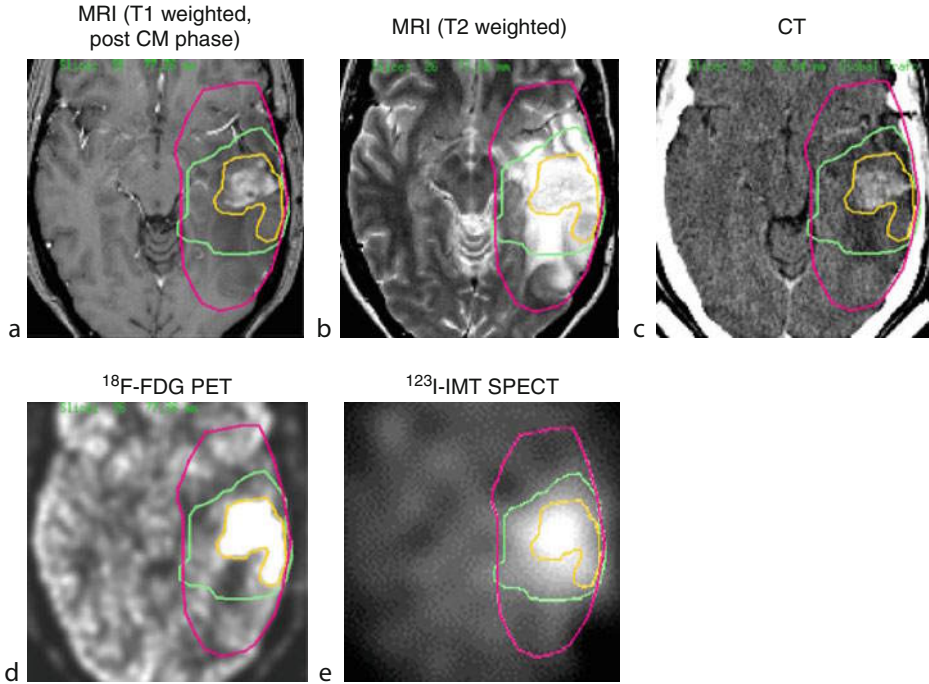 MRI (T1 weighted,
post CM phase)
MRI (T2 weighted)
CT
a
b
c
¹⁸F-FDG PET
¹²³I-IMT SPECT
d
e